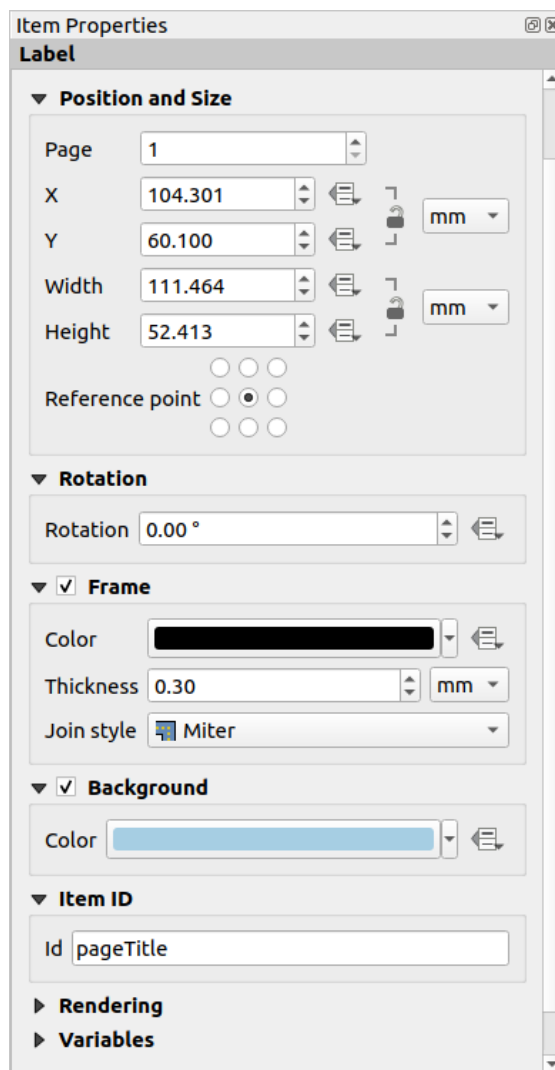 Item Properties
Label
Position and Size
Page 1
X 104.301
mm
Y 60.100
Width 111.464
mm
Height 52.413
Reference point
Rotation
Rotation 0.00 °
Frame
Color
Thickness 0.30 mm
Join style Miter
Background
Color
Item ID
Id pageTitle
Rendering
Variables